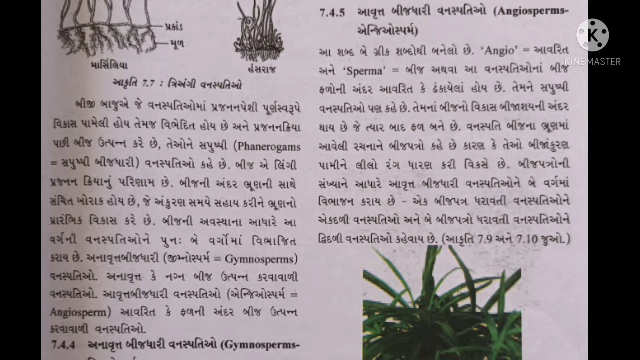 પ્રકાંડ
મૂળ
માર્સિલિયા
હંસરાજ
આકૃતિ 7.7 : ત્રિઅંગી વનસ્પતિઓ
બીજી બાજુએ જે વનસ્પતિઓમાં પ્રજનનપેશી પૂર્ણસ્વરૂપે
વિકાસ પામેલી હોય તેમજ વિભેદિત હોય છે અને પ્રજનનક્રિયા
પછી બીજ ઉત્પન્ન કરે છે, તેઓને સપુષ્પી (Phanerogams
= સપુષ્પી બીજધારી) વનસ્પતિઓ કહે છે. બીજ એ લિંગી
પ્રજનન ક્રિયાનું પરિણામ છે. બીજની અંદર ભ્રૂણની સાથે
સંચિત ખોરાક હોય છે, જે અંકુરણ સમયે સહાય કરીને ભ્રૂણનો
પ્રારંભિક વિકાસ કરે છે. બીજની અવસ્થાના આધારે આ
વર્ગની વનસ્પતિઓને પુનઃ બે વર્ગોમાં વિભાજિત
કરાય છે. અનાવૃત્તબીજધારી (જીમ્નોસ્પર્મ = Gymnosperms)
વનસ્પતિઓ. અનાવૃત્ત કે નગ્ન બીજ ઉત્પન્ન કરવાવાળી
વનસ્પતિઓ. આવૃત્તબીજધારી વનસ્પતિઓ (એન્જિઓસ્પર્મ =
Angiosperm) આવરિત કે ફળની અંદર બીજ ઉત્પન્ન
કરવાવાળી વનસ્પતિઓ.
7.4.4 અનાવૃત્ત બીજધારી વનસ્પતિઓ (Gymnosperms-
7.4.5 આવૃત્ત બીજધારી વનસ્પતિઓ (Angiosperms-
એન્જિઓસ્પર્મ)
આ શબ્દ બે ગ્રીક શબ્દોથી બનેલો છે. ‘Angio’ = આવરિત
અને ‘Sperma’ = બીજ અથવા આ વનસ્પતિઓનાં બીજ
ફળોની અંદર આવરિત કે ઢંકાયેલાં હોય છે. તેમને સપુષ્પી
વનસ્પતિઓ પણ કહે છે. તેમનાં બીજનો વિકાસ બીજાશયની અંદર
થાય છે જે ત્યાર બાદ ફળ બને છે. વનસ્પતિ બીજના ભ્રૂણમાં
આવેલી રચનાને બીજપત્રો કહે છે કારણ કે તેઓ બીજાંકુરણ
પામીને લીલો રંગ ધારણ કરી વિકસે છે. બીજપત્રોની
સંખ્યાને આધારે આવૃત્ત બીજધારી વનસ્પતિઓને બે વર્ગમાં
વિભાજન કરાય છે - એક બીજપત્ર ધરાવતી વનસ્પતિઓને
એકદળી વનસ્પતિઓ અને બે બીજપત્રો ધરાવતી વનસ્પતિઓને
દ્વિદળી વનસ્પતિઓ કહેવાય છે. (આકૃતિ 7.9 અને 7.10 જુઓ.)
KINEMASTER